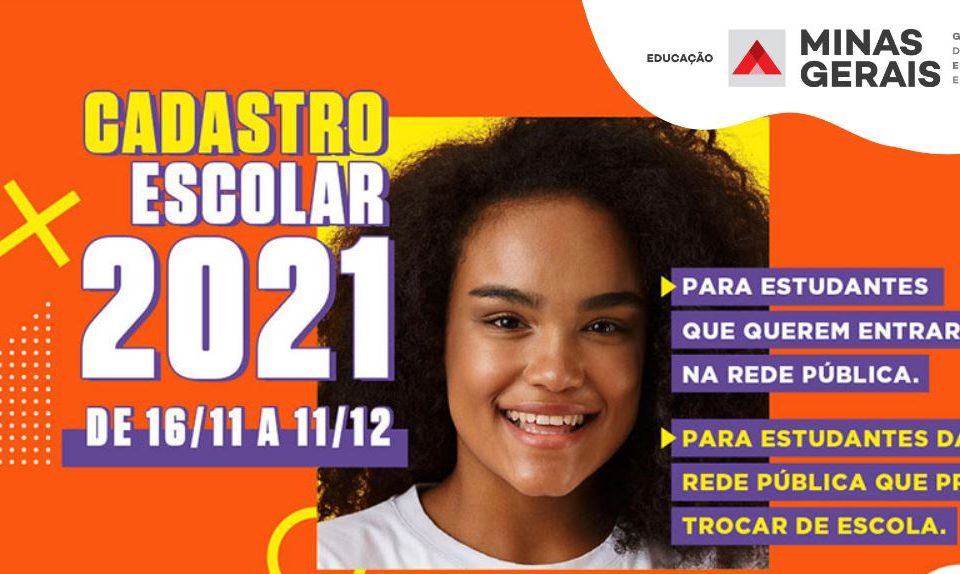 EDUCAÇÃO
MINAS
GERAIS
CADASTRO
ESCOLAR
2021
DE 16/11 A 11/12
PARA ESTUDANTES
QUE QUEREM ENTRAR
NA REDE PÚBLICA.
PARA ESTUDANTES
REDE PÚBLICA QUE
TROCAR DE ESCOLA.